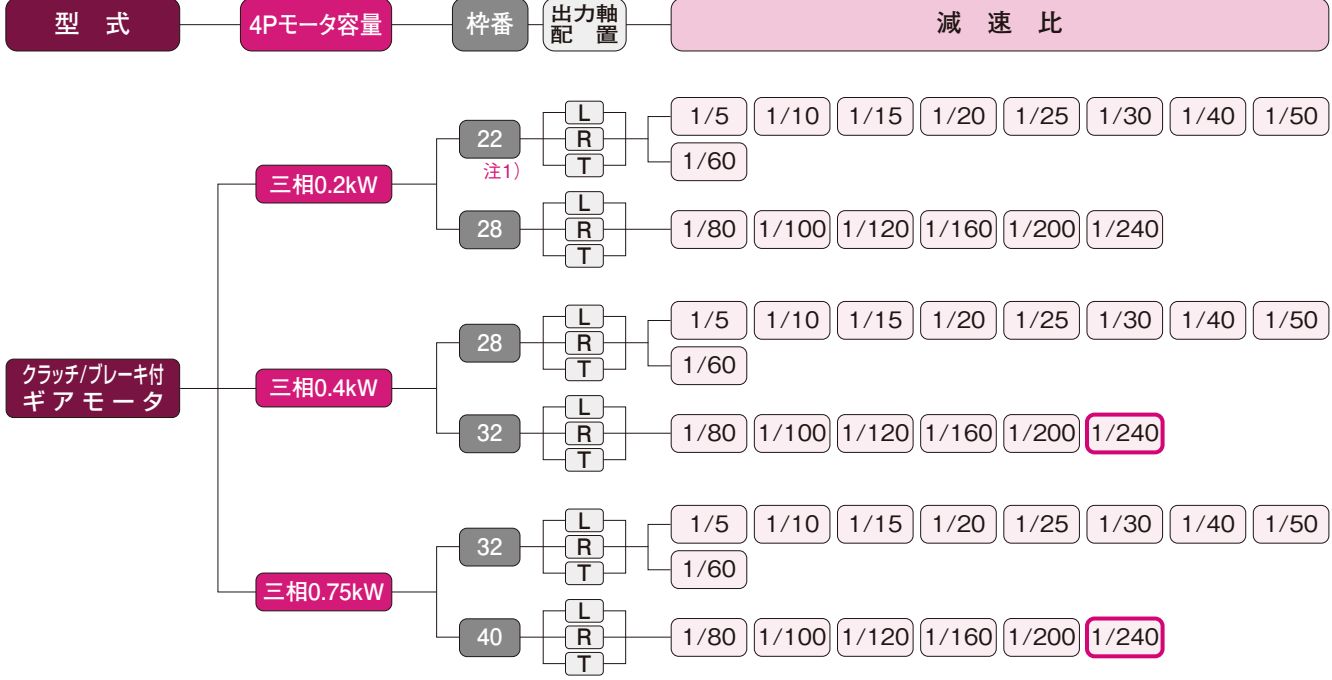 型 式 4Pモータ容量 枠番 出力軸 減 速 比
配 置
L
1/5 1/10 1/15 1/20 1/25 1/30 1/40 1/50
22 R
注1) T 1/60
三相0.2kW
L
28 R 1/80 1/100 1/120 1/160 1/200 1/240
T
L 1/5 1/10 1/15 1/20 1/25 1/30 1/40 1/50
28 R
T 1/60
クラッチ/ブレーキ付
ギアモータ 三相0.4kW
L
32 R 1/80 1/100 1/120 1/160 1/200 1/240
T
L 1/5 1/10 1/15 1/20 1/25 1/30 1/40 1/50
32 R
T 1/60
三相0.75kW
L
40 R 1/80 1/100 1/120 1/160 1/200 1/240
T